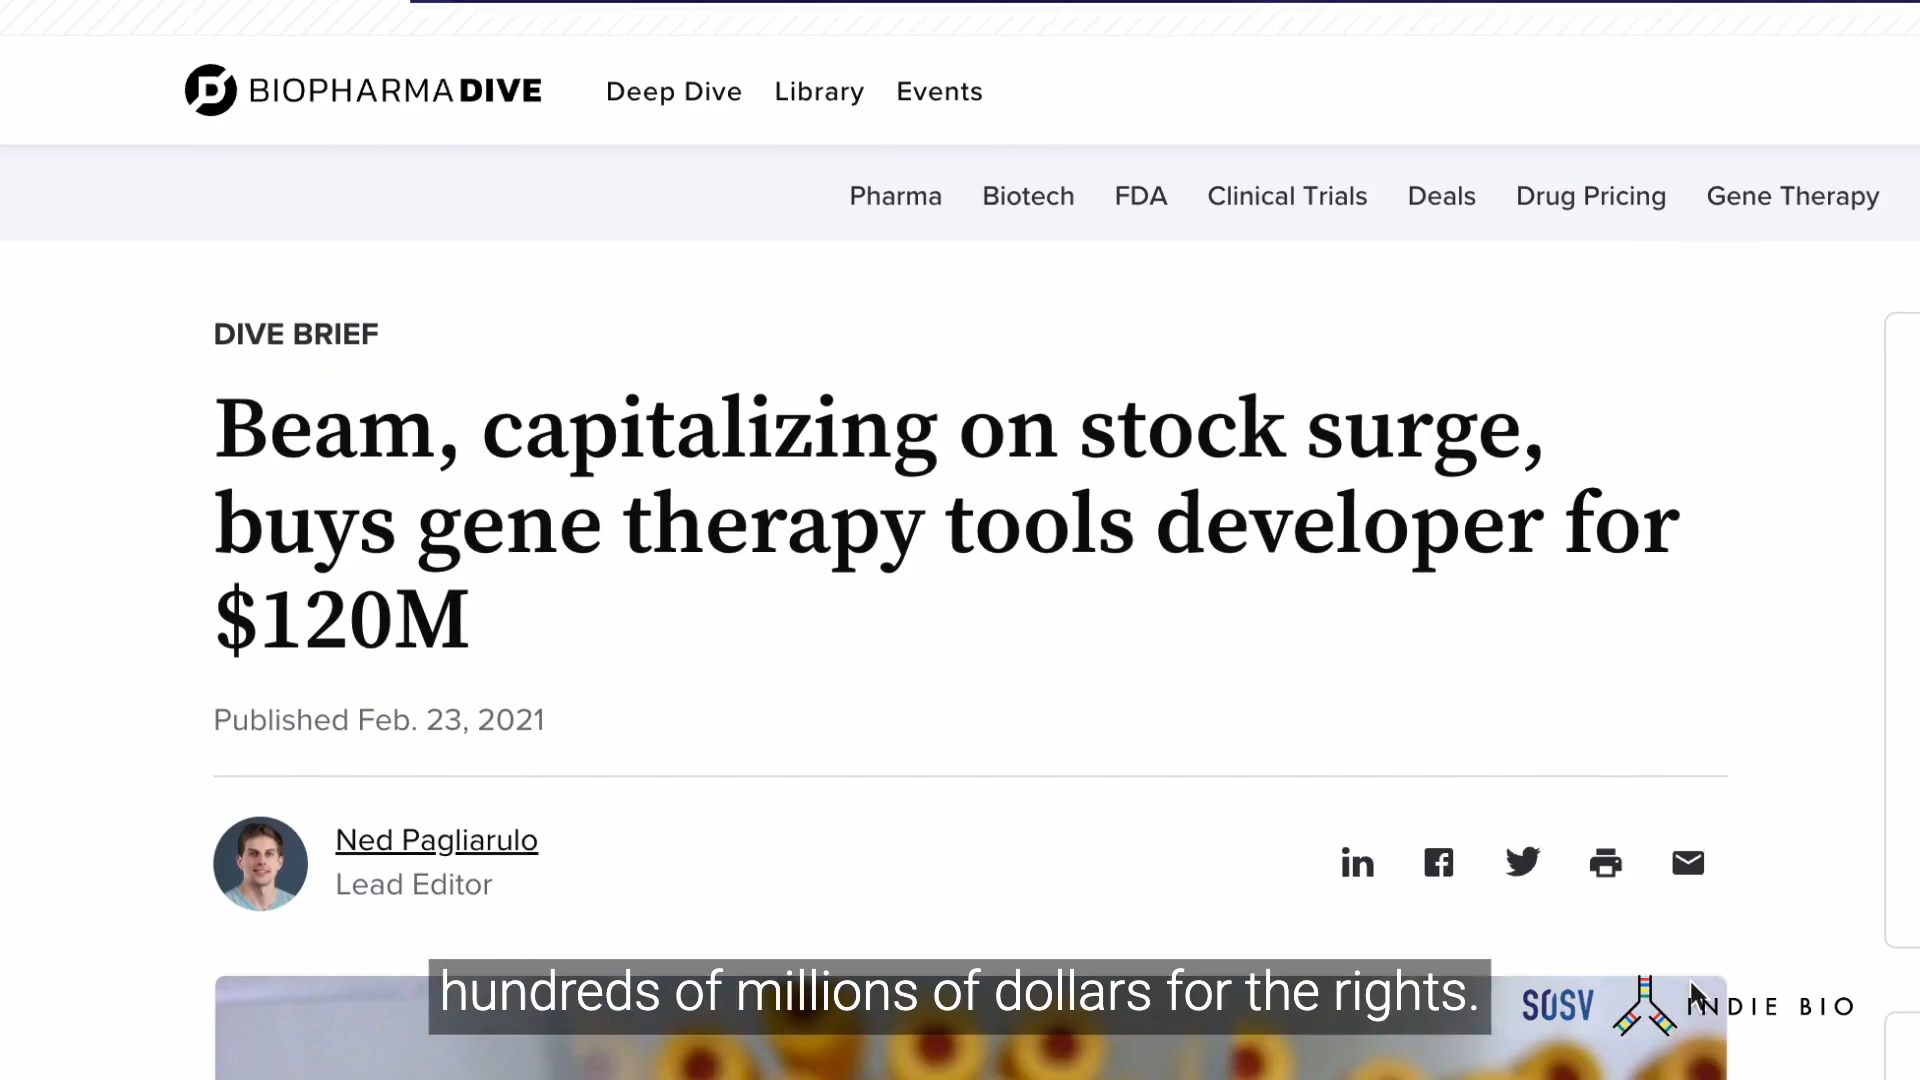 BIOPHARMADIVE
Deep Dive Library Events
Pharma Biotech FDA Clinical Trials Deals Drug Pricing Gene Therapy
DIVE BRIEF
Beam, capitalizing on stock surge,
buys gene therapy tools developer for
$120M
Published Feb. 23, 2021
Ned Pagliarulo
Lead Editor
hundreds of millions of dollars for the rights.
SOSV INDIE BIO